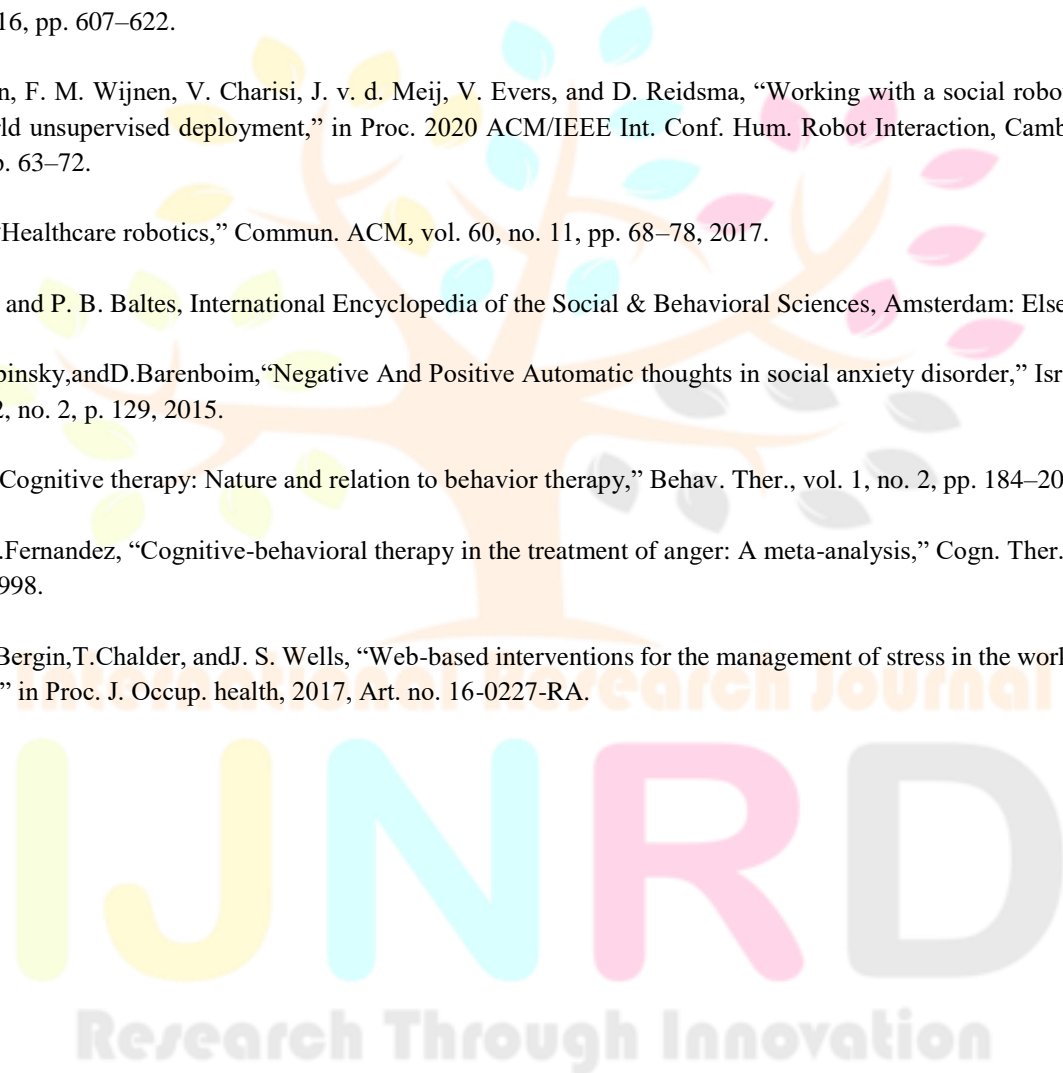 16, pp. 607–622.
n, F. M. Wijnen, V. Charisi, J. v. d. Meij, V. Evers, and D. Reidsma, “Working with a social robo
rld unsupervised deployment,” in Proc. 2020 ACM/IEEE Int. Conf. Hum. Robot Interaction, Camb
p. 63–72.
“Healthcare robotics,” Commun. ACM, vol. 60, no. 11, pp. 68–78, 2017.
and P. B. Baltes, International Encyclopedia of the Social & Behavioral Sciences, Amsterdam: Else
binsky,andD.Barenboim,“Negative And Positive Automatic thoughts in social anxiety disorder,” Isr
2, no. 2, p. 129, 2015.
Cognitive therapy: Nature and relation to behavior therapy,” Behav. Ther., vol. 1, no. 2, pp. 184–20
.Fernandez, “Cognitive-behavioral therapy in the treatment of anger: A meta-analysis,” Cogn. Ther.
998.
Bergin,T.Chalder, andJ. S. Wells, “Web-based interventions for the management of stress in the worl
” in Proc. J. Occup. health, 2017, Art. no. 16-0227-RA.
International Research Journal
IJNRD
Research Through Innovation